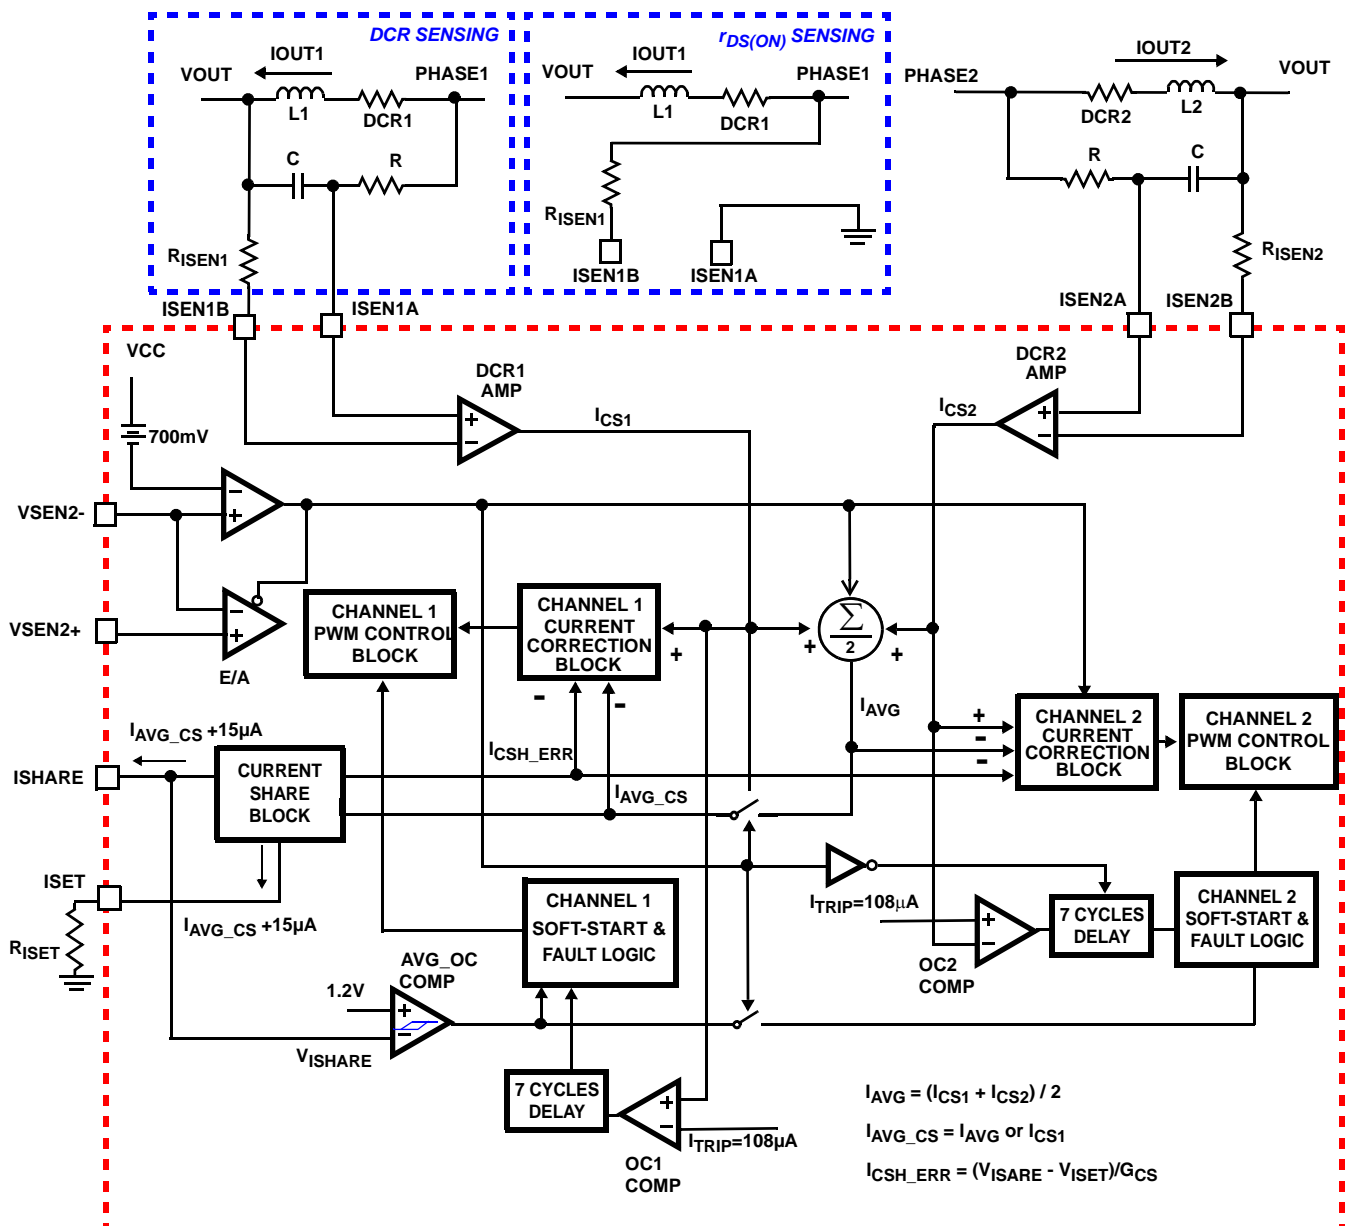 DCR SENSING
IOUT1
VOUT
PHASE1
L1
DCR1
C
R
RISEN1
ISEN1B
ISEN1A
rDS(ON) SENSING
IOUT1
VOUT
PHASE1
L1
DCR1
RISEN1
ISEN1B
ISEN1A
IOUT2
PHASE2
VOUT
DCR2
L2
R
C
RISEN2
ISEN2A
ISEN2B
VCC
700mV
DCR1
AMP
+
−
ICS1
DCR2
AMP
+
−
ICS2
VSEN2-
−
+
VSEN2+
−
+
E/A
CHANNEL 1
PWM CONTROL
BLOCK
CHANNEL 1
CURRENT
CORRECTION
BLOCK
+
-
-
Σ
2
+
+
IAVG
CHANNEL 2
CURRENT
CORRECTION
BLOCK
+
-
-
CHANNEL 2
PWM CONTROL
BLOCK
IAVG_CS +15µA
ISHARE
CURRENT
SHARE
BLOCK
ICSH_ERR
IAVG_CS
ISET
IAVG_CS +15µA
RISET
CHANNEL 1
SOFT-START &
FAULT LOGIC
ITRIP=108µA
+
−
OC2
COMP
7 CYCLES
DELAY
CHANNEL 2
SOFT-START &
FAULT LOGIC
AVG_OC
COMP
1.2V
+
−
VISHARE
7 CYCLES
DELAY
+
−
ITRIP=108µA
OC1
COMP
IAVG = (ICS1 + ICS2) / 2
IAVG_CS = IAVG or ICS1
ICSH_ERR = (VISARE - VISET)/GCS